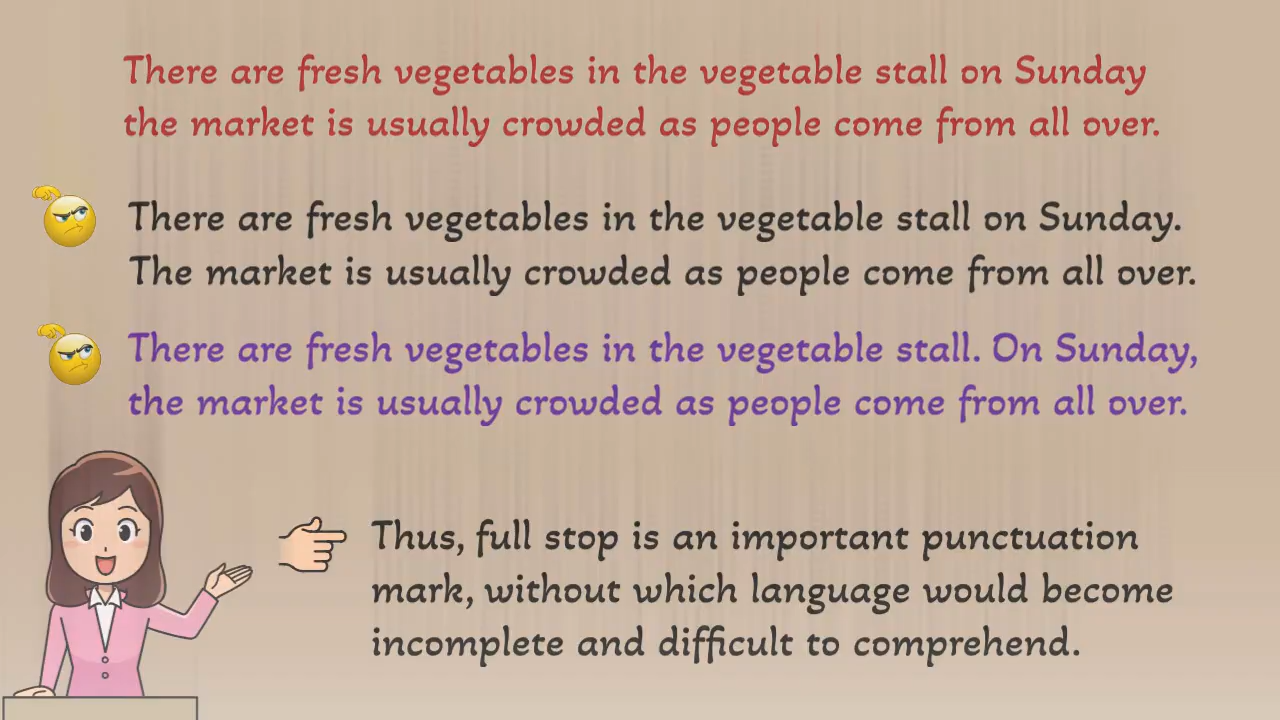 There are fresh vegetables in the vegetable stall on Sunday
the market is usually crowded as people come from all over.
There are fresh vegetables in the vegetable stall on Sunday.
The market is usually crowded as people come from all over.
There are fresh vegetables in the vegetable stall. On Sunday,
the market is usually crowded as people come from all over.
Thus, full stop is an important punctuation
mark, without which language would become
incomplete and difficult to comprehend.